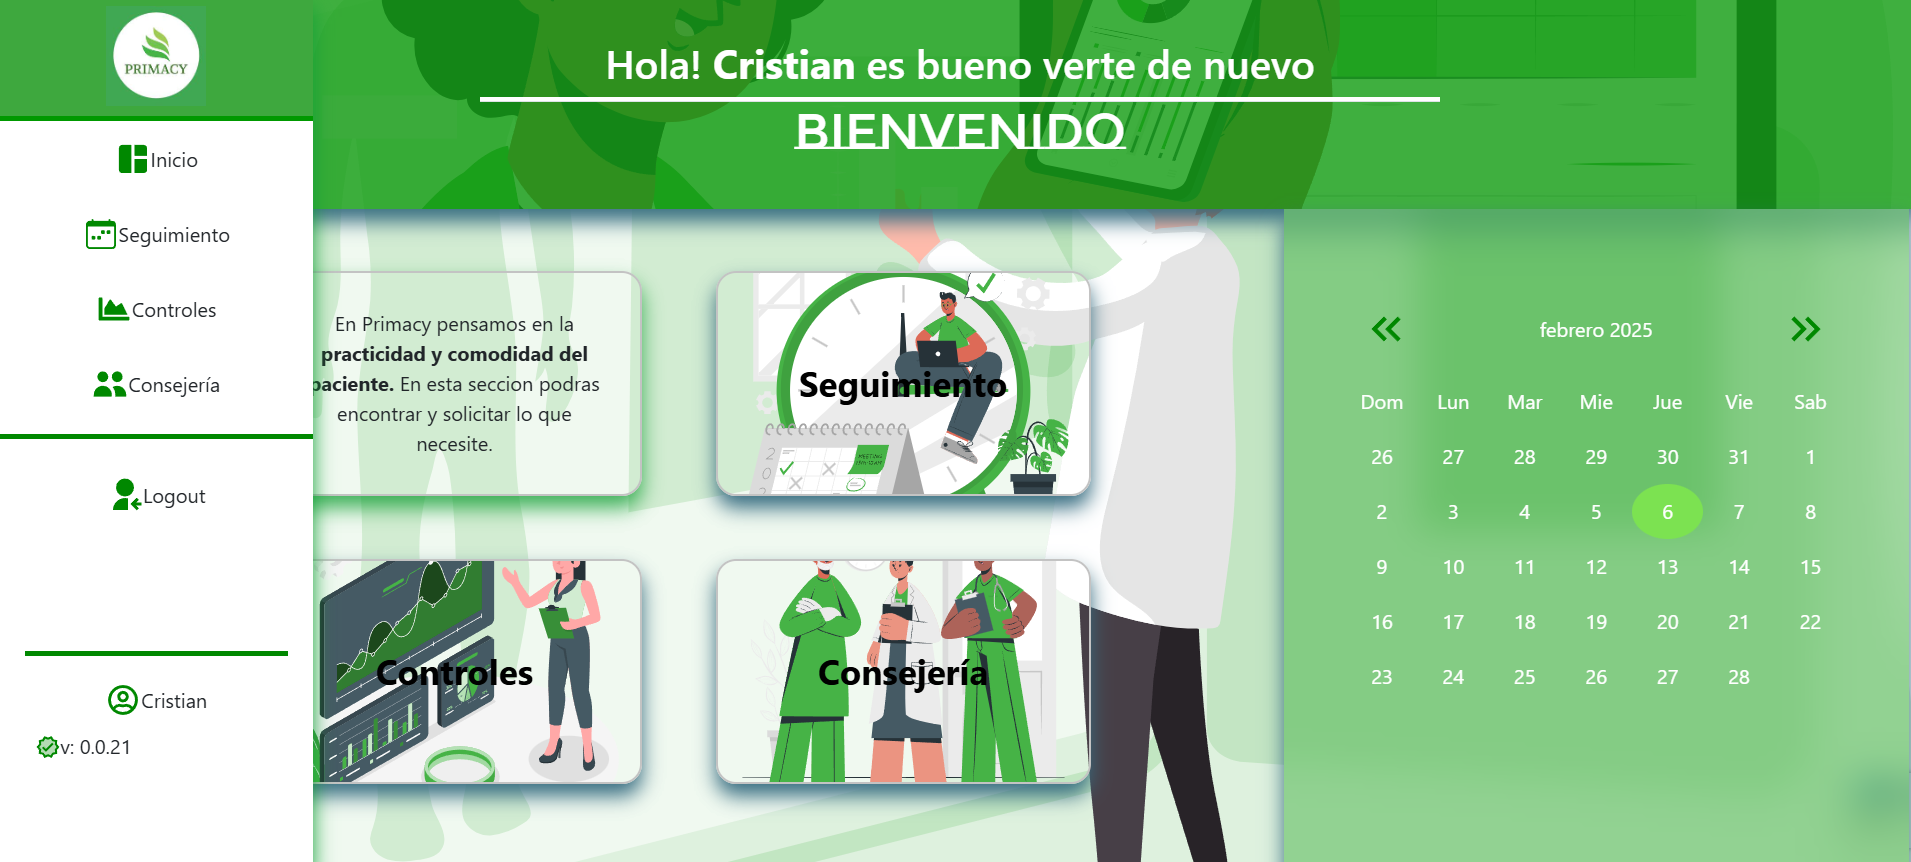 PRIMACY
Inicio
Seguimiento
Controles
Consejería
Logout
Cristian
v: 0.0.21
Hola! Cristian es bueno verte de nuevo
BIENVENIDO
En Primacy pensamos en la
practicidad y comodidad del
paciente. En esta seccion podras
encontrar y solicitar lo que
necesite.
Seguimiento
MEETING
Controles
Consejería
febrero 2025
Dom Lun Mar Mie Jue Vie Sab
26 27 28 29 30 31 1
2 3 4 5 6 7 8
9 10 11 12 13 14 15
16 17 18 19 20 21 22
23 24 25 26 27 28